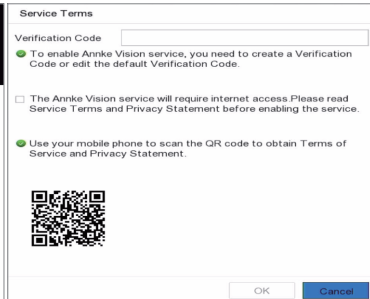 Service Terms
Verification Code
To enable Annke Vision service, you need to create a Verification
Code or edit the default Verification Code.
The Annke Vision service will require internet access.Please read
Service Terms and Privacy Statement before enabling the service.
Use your mobile phone to scan the QR code to obtain Terms of
Service and Privacy Statement.
OK Cancel